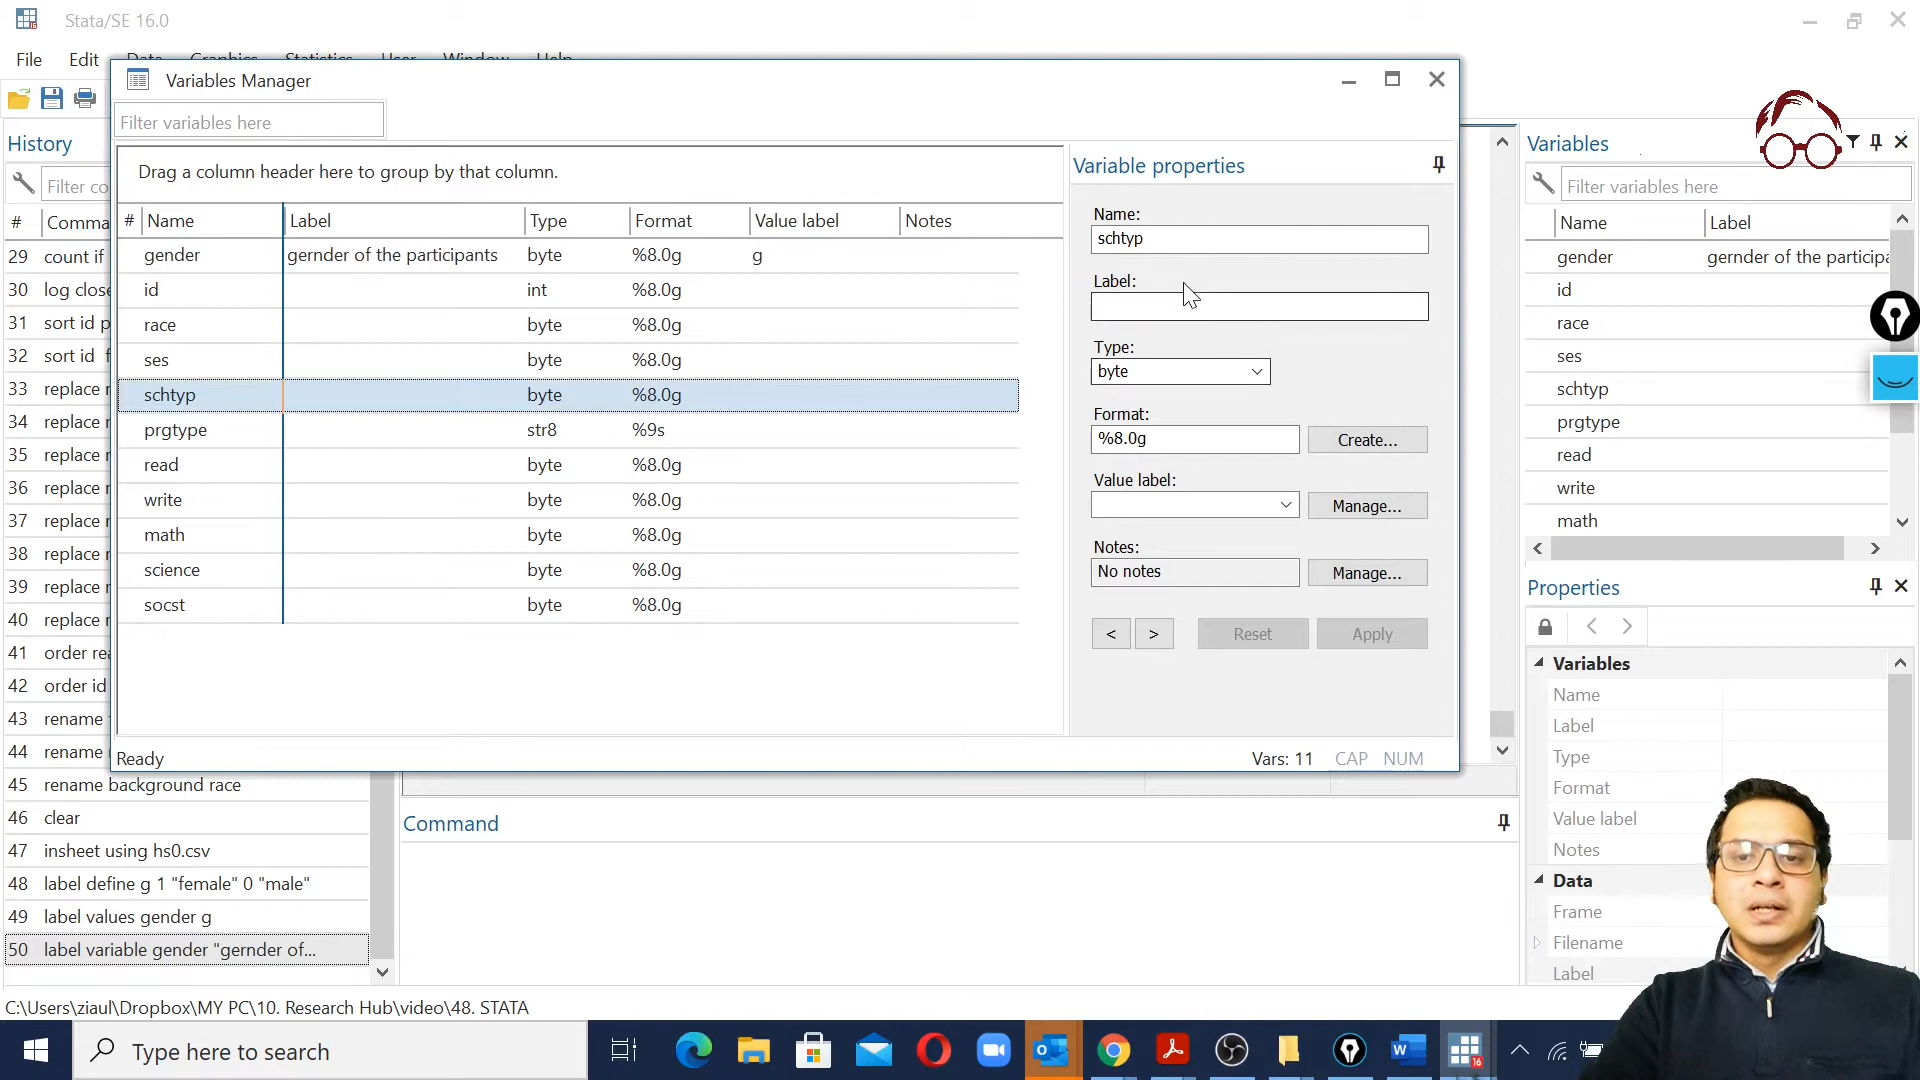 Stata/SE 16.0
File Edit Data Graphics Statistics User Window Help
Variables Manager
Filter variables here
Drag a column header here to group by that column.
# Name Label Type Format Value label Notes
gender gernder of the participants byte %8.0g g
id int %8.0g
race byte %8.0g
ses byte %8.0g
schtyp byte %8.0g
prgtype str8 %9s
read byte %8.0g
write byte %8.0g
math byte %8.0g
science byte %8.0g
socst byte %8.0g
Ready
Vars: 11 CAP NUM
Variable properties
Name:
schtyp
Label:
Type:
byte
Format:
%8.0g Create...
Value label:
Manage...
Notes:
No notes Manage...
< > Reset Apply
History
Filter co
# Comma
29 count if
30 log close
31 sort id p
32 sort id
33 replace
34 replace
35 replace
36 replace
37 replace
38 replace
39 replace
40 replace
41 order rea
42 order id
43 rename
44 rename
45 rename background race
46 clear
47 insheet using hs0.csv
48 label define g 1 "female" 0 "male"
49 label values gender g
50 label variable gender "gernder of...
Command
Variables
Filter variables here
Name Label
gender gernder of the participa
id
race
ses
schtyp
prgtype
read
write
math
Properties
Variables
Name
Label
Type
Format
Value label
Notes
Data
Frame
Filename
Label
C:\Users\ziaul\Dropbox\MY PC\10. Research Hub\video\48. STATA
Type here to search
16